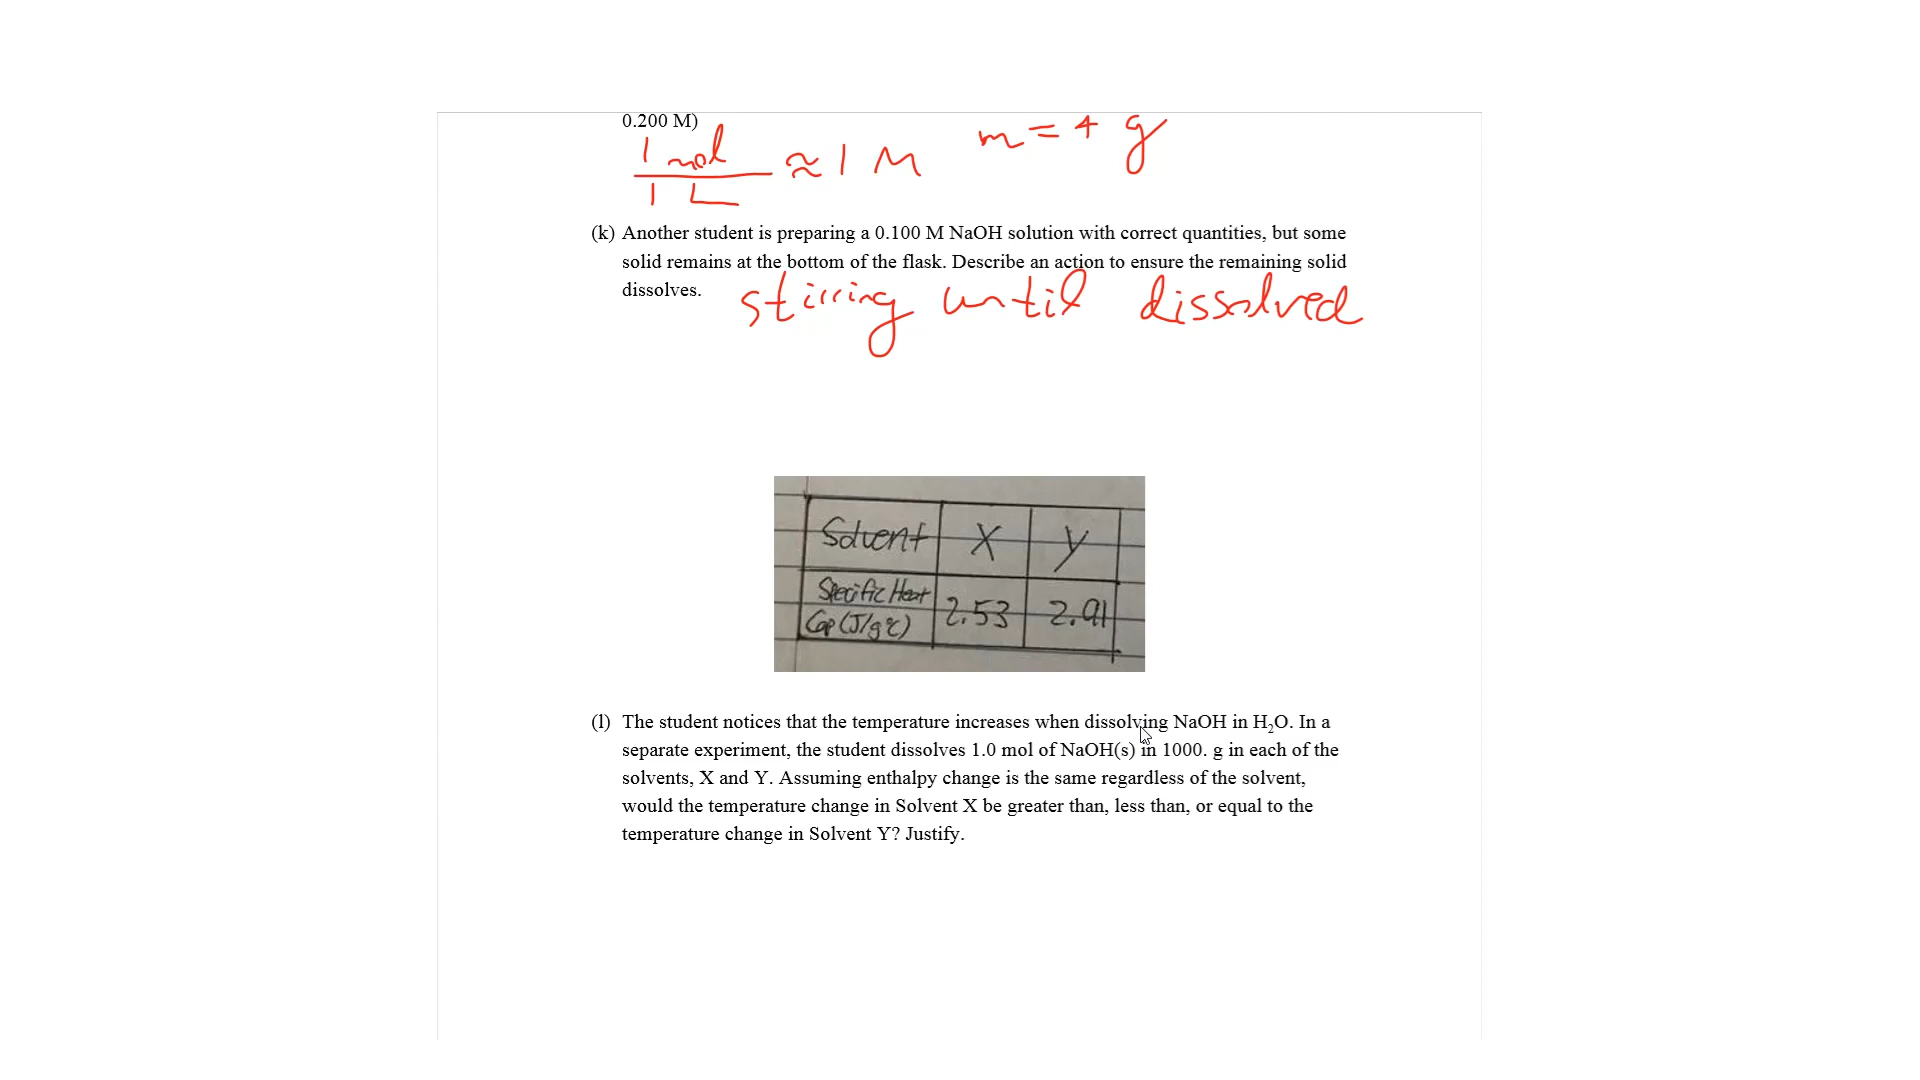 0.200 M)
1 mol m = 4 g
≈ 1 M
1 L
(k) Another student is preparing a 0.100 M NaOH solution with correct quantities, but some
solid remains at the bottom of the flask. Describe an action to ensure the remaining solid
dissolves.
stirring until dissolved
Solvent X Y
Specific Heat
Cap (J/g°C) 2.53 2.91
(l) The student notices that the temperature increases when dissolving NaOH in H₂O. In a
separate experiment, the student dissolves 1.0 mol of NaOH(s) in 1000. g in each of the
solvents, X and Y. Assuming enthalpy change is the same regardless of the solvent,
would the temperature change in Solvent X be greater than, less than, or equal to the
temperature change in Solvent Y? Justify.